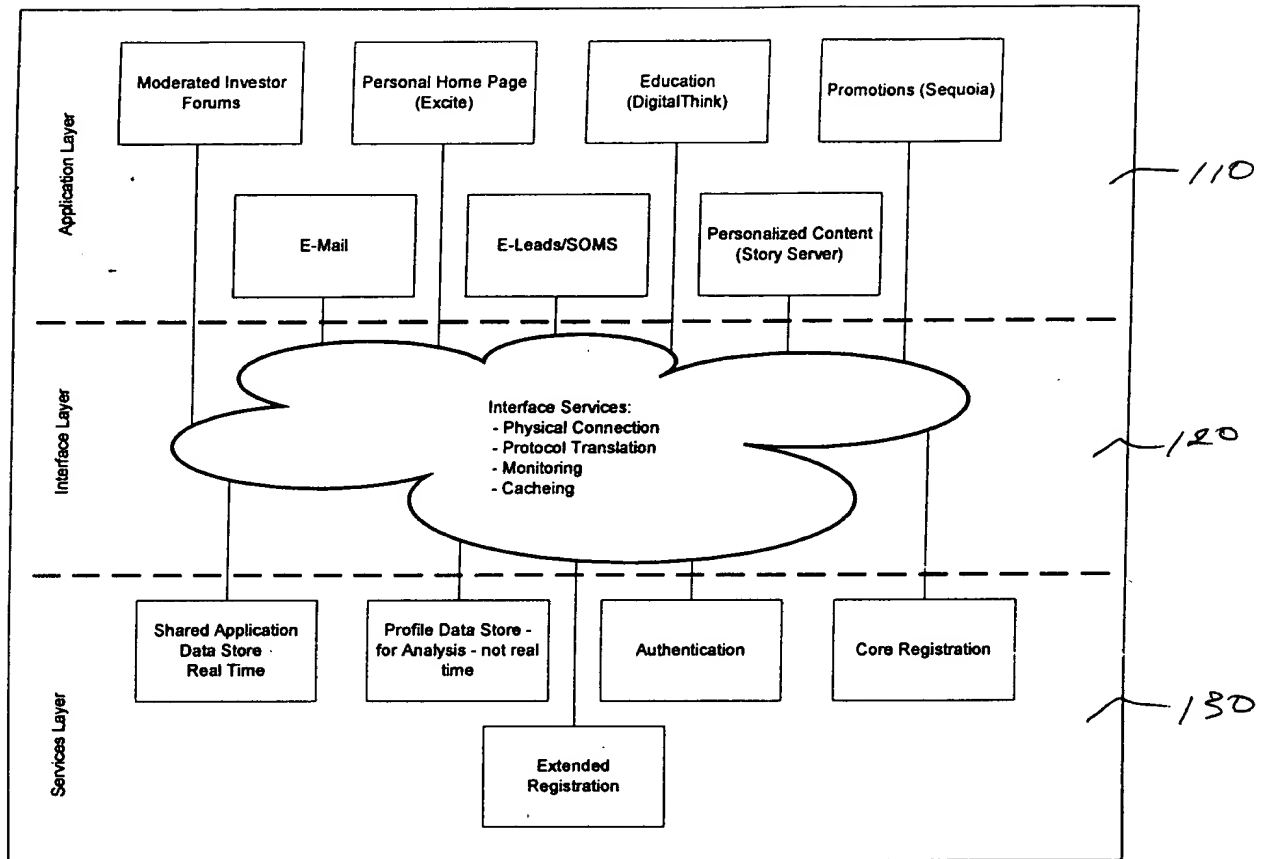 Application Layer
Moderated Investor
Forums
Personal Home Page
(Excite)
Education
(DigitalThink)
Promotions (Sequoia)
110
E-Mail
E-Leads/SOMS
Personalized Content
(Story Server)
Interface Layer
Interface Services:
- Physical Connection
- Protocol Translation
- Monitoring
- Cacheing
120
Services Layer
Shared Application
Data Store -
Real Time
Profile Data Store -
for Analysis - not real
time
Authentication
Core Registration
130
Extended
Registration